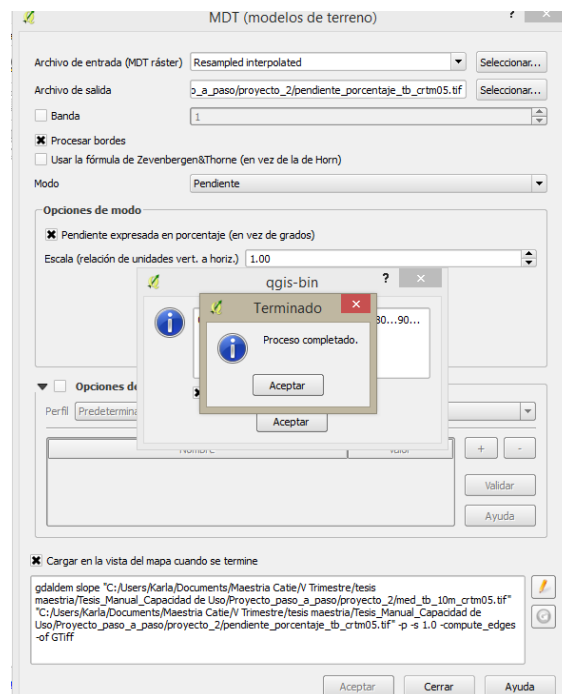 MDT (modelos de terreno)
?
Archivo de entrada (MDT ráster)
Resampled interpolated
Seleccionar...
Archivo de salida
o_a_paso/proyecto_2/pendiente_porcentaje_tb_crtm05.tif
Seleccionar...
Banda
1
Procesar bordes
Usar la fórmula de Zevenbergen&Thorne (en vez de la de Horn)
Modo
Pendiente
Opciones de modo
Pendiente expresada en porcentaje (en vez de grados)
Escala (relación de unidades vert. a horiz.)
1.00
qgis-bin
?
Terminado
80...90...
Proceso completado.
Aceptar
Aceptar
Opciones de
Perfil
Predetermina
Nombre
Valor
+
-
Validar
Ayuda
Cargar en la vista del mapa cuando se termine
gdaldem slope "C:/Users/Karla/Documents/Maestria Catie/V Trimestre/tesis
maestria/Tesis_Manual_Capacidad de Uso/Proyecto_paso_a_paso/proyecto_2/med_tb_10m_crtm05.tif"
"C:/Users/Karla/Documents/Maestria Catie/V Trimestre/tesis maestria/Tesis_Manual_Capacidad de
Uso/Proyecto_paso_a_paso/proyecto_2/pendiente_porcentaje_tb_crtm05.tif" -p -s 1.0 -compute_edges
-of GTiff
Aceptar
Cerrar
Ayuda